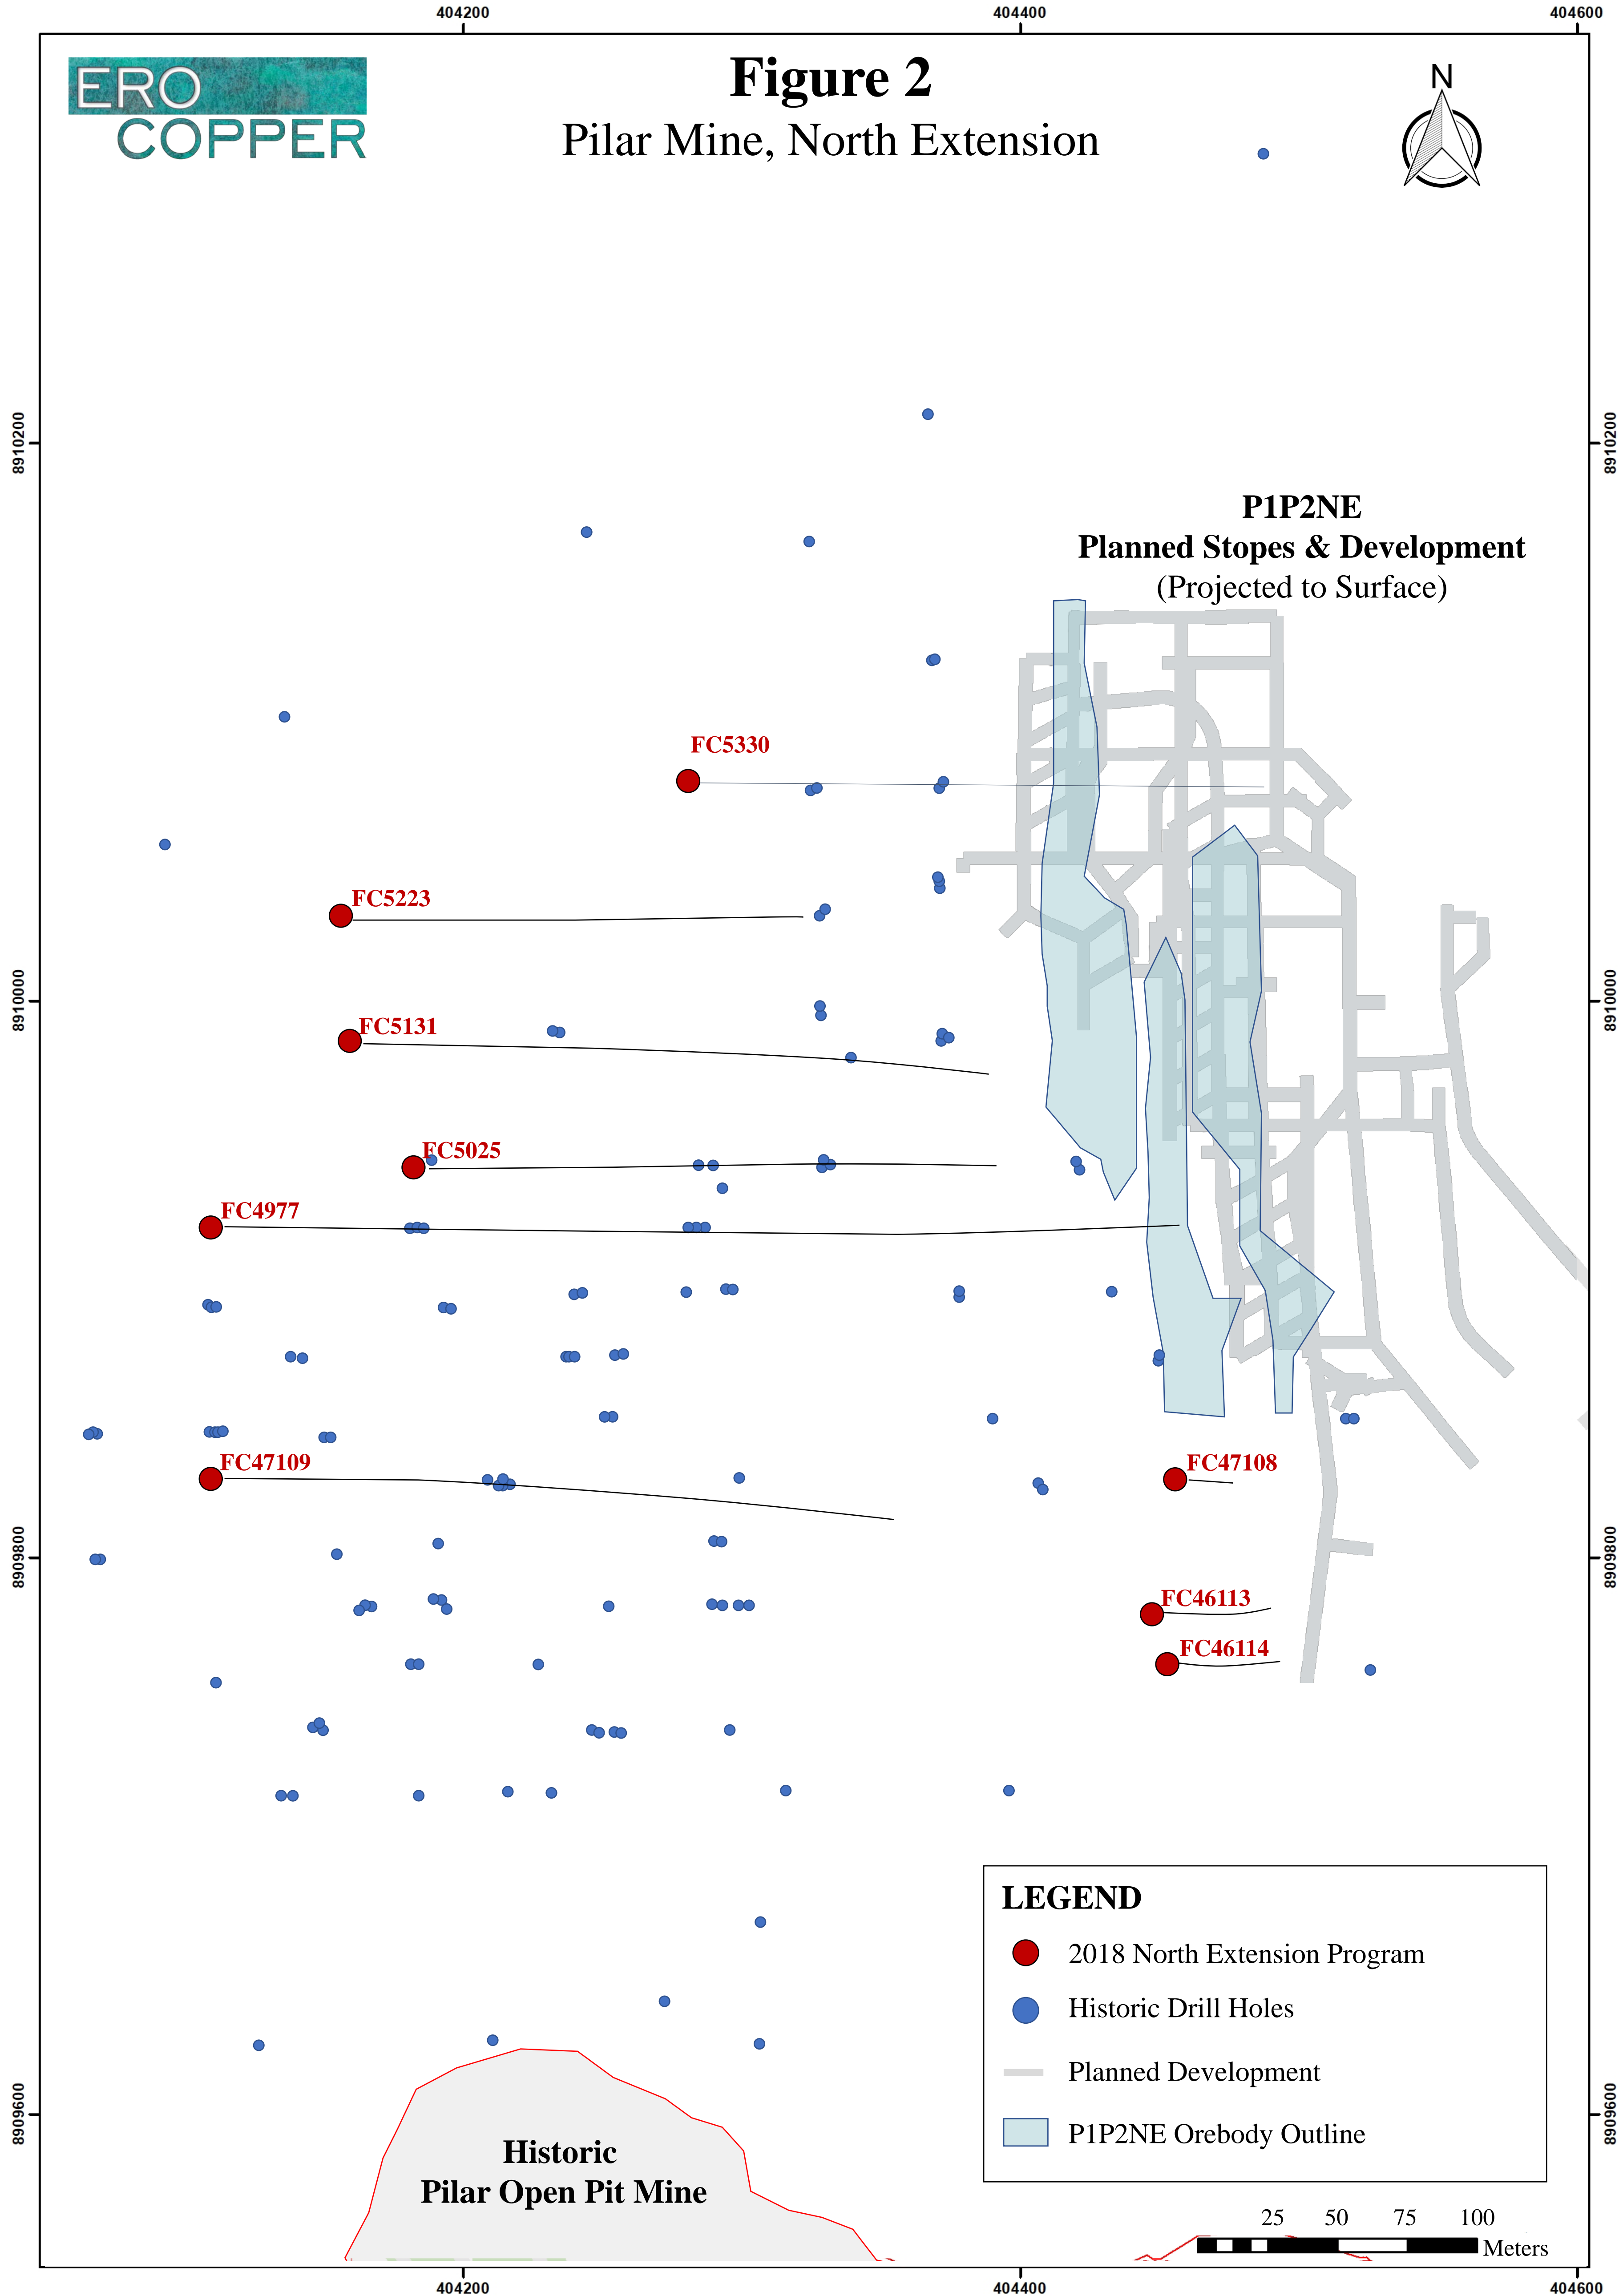 404200
404400
404600
ERO
COPPER
Figure 2
Pilar Mine, North Extension
N
8910200
8910200
P1P2NE
Planned Stopes & Development
(Projected to Surface)
FC5330
FC5223
8910000
8910000
FC5131
FC5025
FC4977
FC47109
FC47108
8909800
8909800
FC46113
FC46114
LEGEND
2018 North Extension Program
Historic Drill Holes
Planned Development
P1P2NE Orebody Outline
8909600
8909600
Historic
Pilar Open Pit Mine
25
50
75
100
Meters
404200
404400
404600